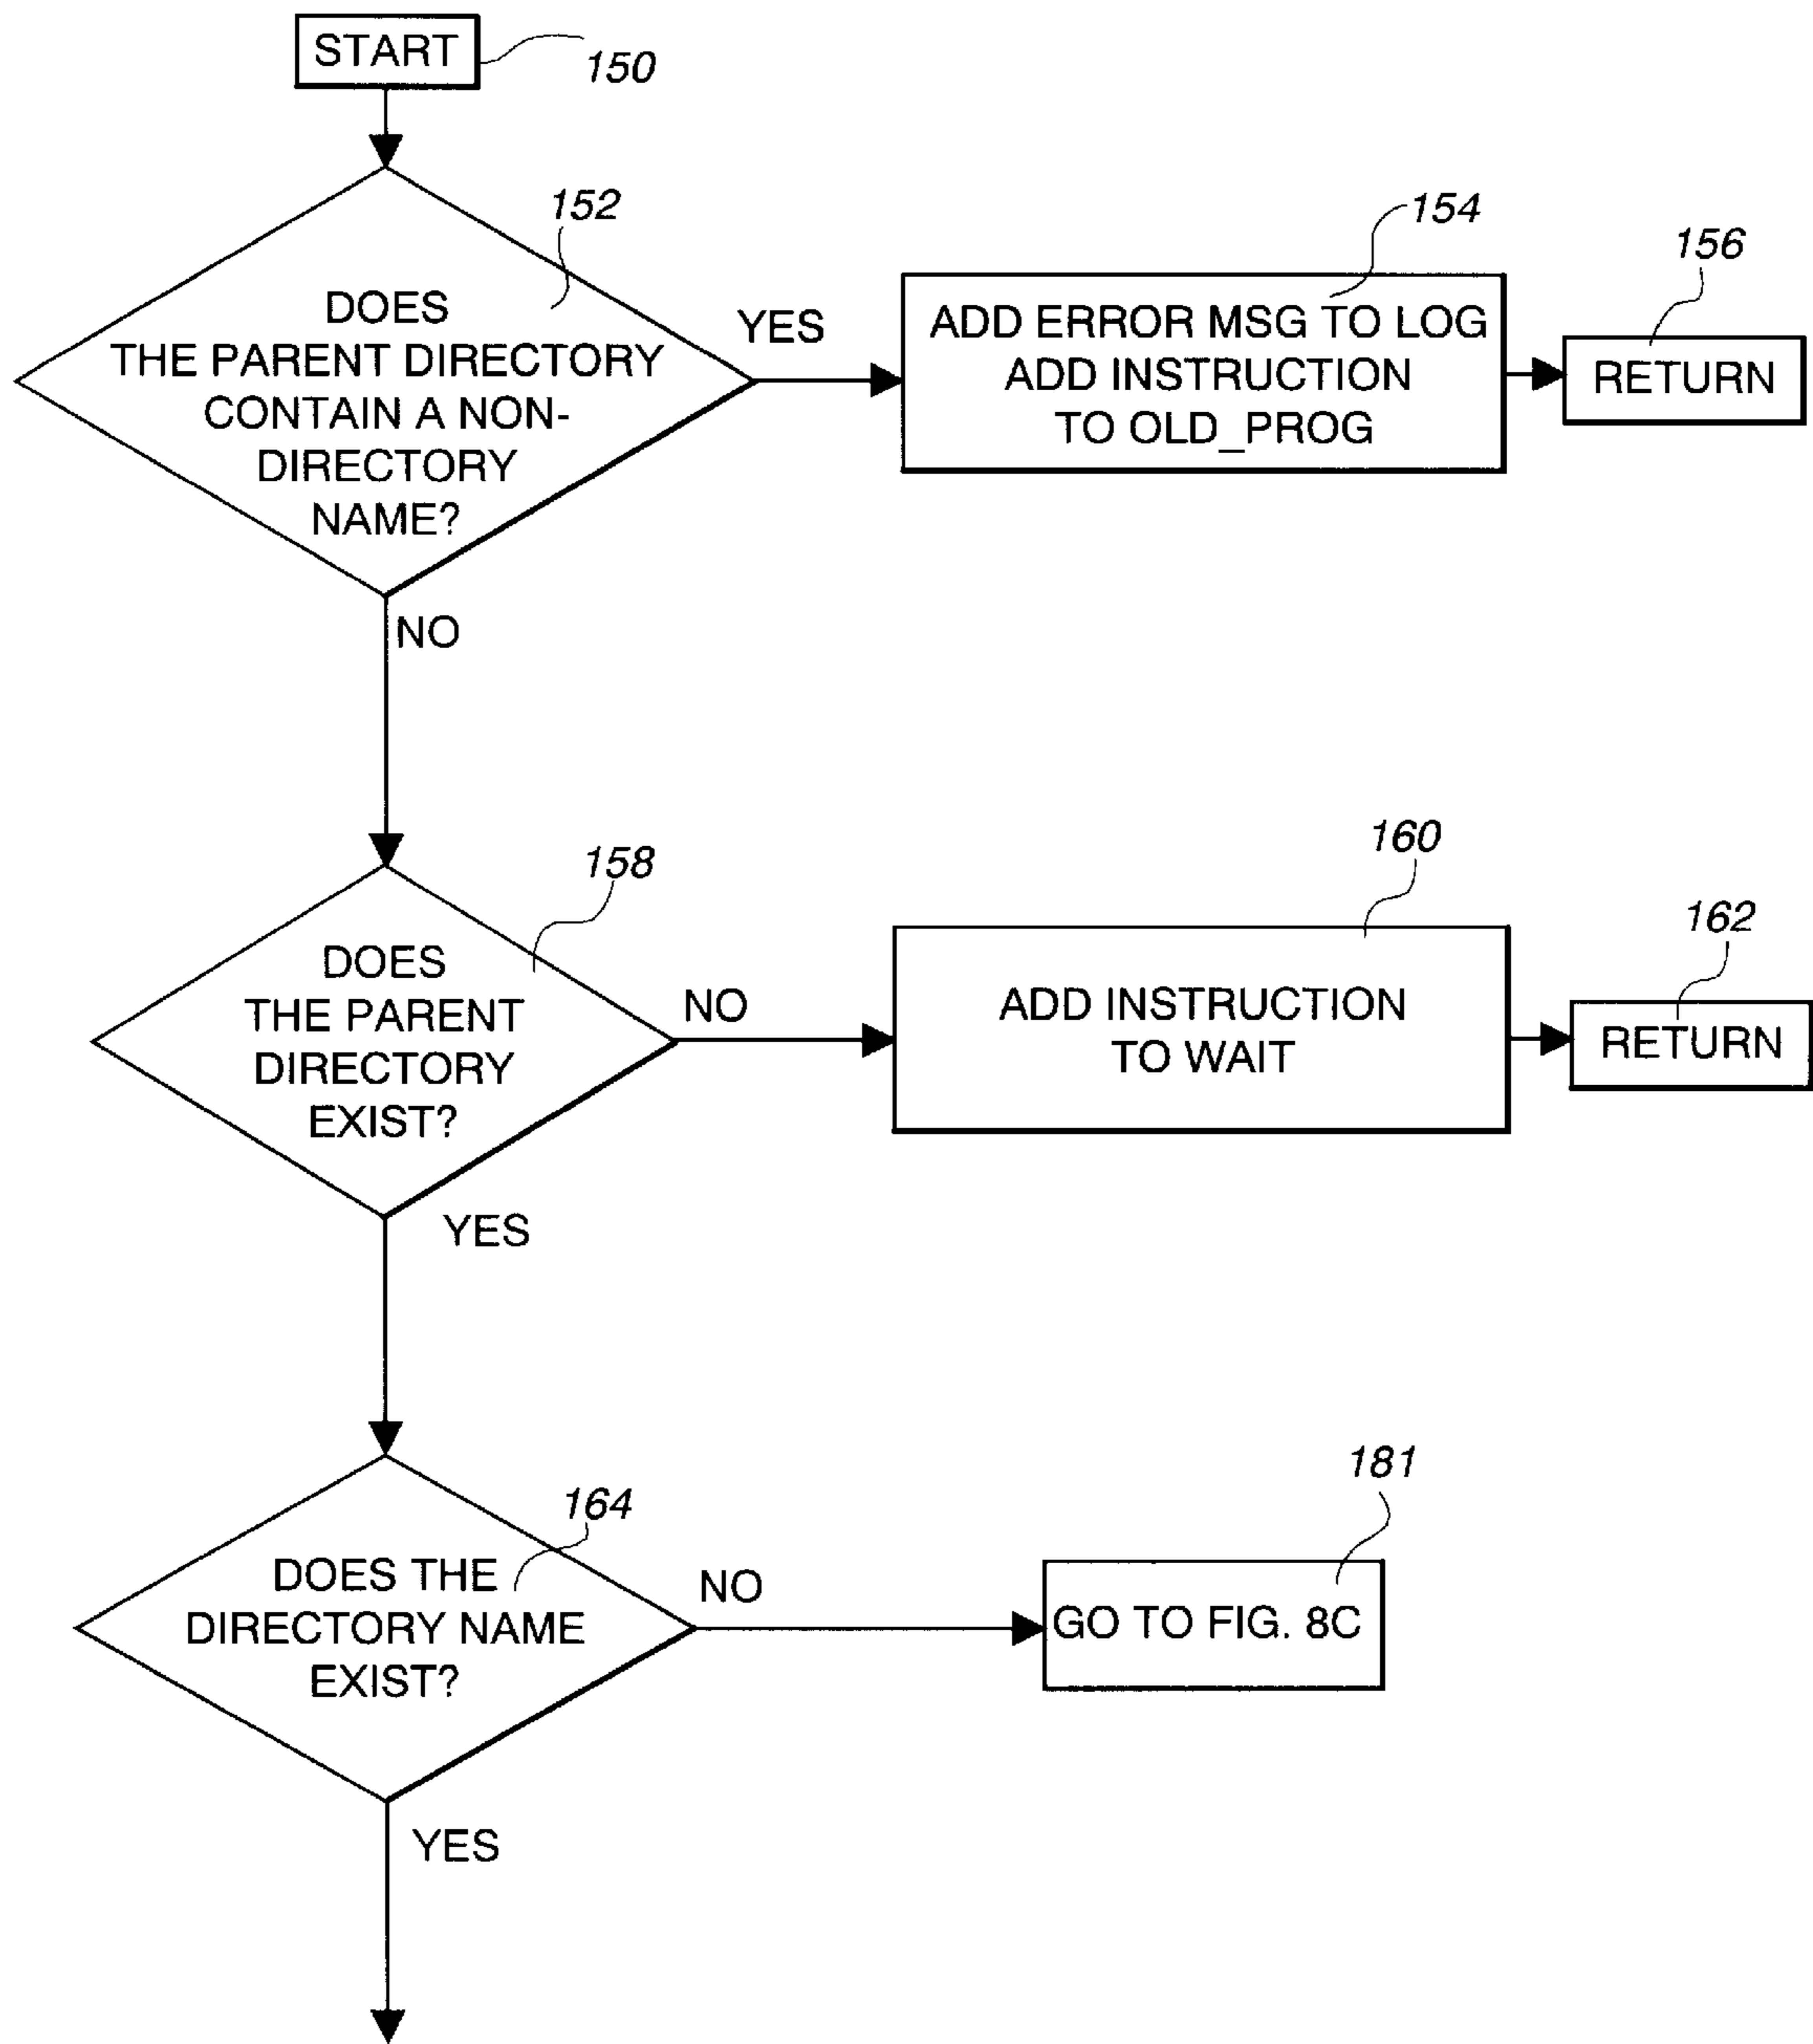 START
150
152
DOES
THE PARENT DIRECTORY
CONTAIN A NON-
DIRECTORY
NAME?
YES
154
ADD ERROR MSG TO LOG
ADD INSTRUCTION
TO OLD_PROG
156
RETURN
NO
158
DOES
THE PARENT
DIRECTORY
EXIST?
NO
160
ADD INSTRUCTION
TO WAIT
162
RETURN
YES
164
DOES THE
DIRECTORY NAME
EXIST?
NO
181
GO TO FIG. 8C
YES